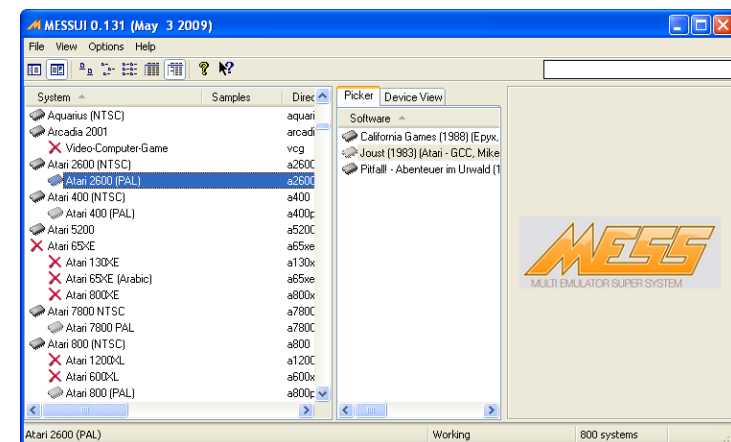 MESSUI 0.131 (May 3 2009)
File View Options Help
System Samples Direc
Aquarius (NTSC) aquari
Arcadia 2001 arcadi
Video-Computer-Game vcg
Atari 2600 (NTSC) a2600
Atari 2600 (PAL) a2600
Atari 400 (NTSC) a400
Atari 400 (PAL) a400p
Atari 5200 a5200
Atari 65XE a65xe
Atari 130XE a130x
Atari 65XE (Arabic) a65xe
Atari 800XE a800x
Atari 7800 NTSC a7800
Atari 7800 PAL a7800
Atari 800 (NTSC) a800
Atari 1200XL a1200
Atari 600XL a600x
Atari 800 (PAL) a800p
Picker Device View
Software
California Games (1988) (Epyx,
Joust (1983) (Atari - GCC, Mike
Pitfall! - Abenteuer im Urwald (1
MESS
MULTI EMULATOR SUPER SYSTEM
Atari 2600 (PAL) Working 800 systems